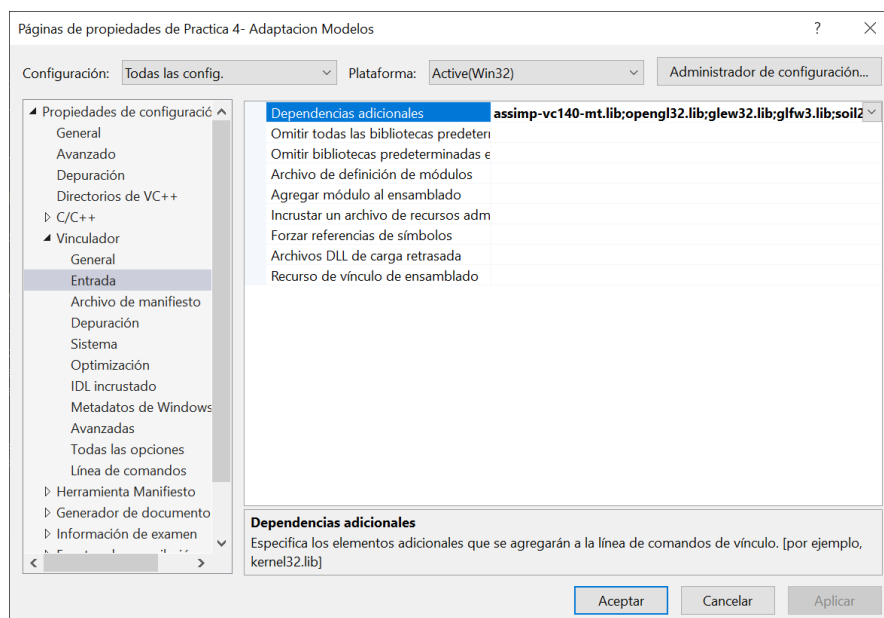 Páginas de propiedades de Practica 4- Adaptacion Modelos ?
Configuración: Todas las config. Plataforma: Active(Win32) Administrador de configuración...
Propiedades de configuració
General
Avanzado
Depuración
Directorios de VC++
C/C++
Vinculador
General
Entrada
Archivo de manifiesto
Depuración
Sistema
Optimización
IDL incrustado
Metadatos de Windows
Avanzadas
Todas las opciones
Línea de comandos
Herramienta Manifiesto
Generador de documento
Información de examen
Dependencias adicionales assimp-vc140-mt.lib;opengl32.lib;glew32.lib;glfw3.lib;soil2
Omitir todas las bibliotecas predeterı
Omitir bibliotecas predeterminadas e
Archivo de definición de módulos
Agregar módulo al ensamblado
Incrustar un archivo de recursos adm
Forzar referencias de símbolos
Archivos DLL de carga retrasada
Recurso de vínculo de ensamblado
Dependencias adicionales
Especifica los elementos adicionales que se agregarán a la línea de comandos de vínculo. [por ejemplo,
kernel32.lib]
Aceptar Cancelar Aplicar